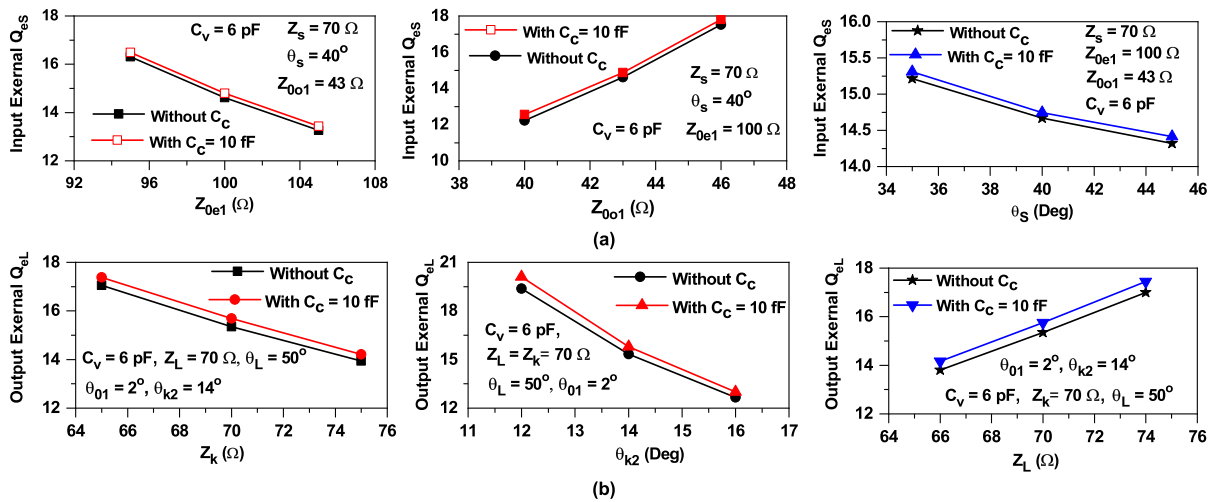 Input Exernal Q_eS
18
16
14
12
92 96 100 104 108
Z_0e1 (Ω)
C_v = 6 pF
Z_s = 70 Ω
θ_s = 40°
Z_0o1 = 43 Ω
Without C_c
With C_c = 10 fF
Input Exernal Q_eS
18
16
14
12
10
38 40 42 44 46 48
Z_0o1 (Ω)
With C_c = 10 fF
Without C_c
Z_s = 70 Ω
θ_s = 40°
C_v = 6 pF Z_0e1 = 100 Ω
Input Exernal Q_eS
16.0
15.5
15.0
14.5
14.0
34 36 38 40 42 44 46
θ_S (Deg)
Without C_c
With C_c = 10 fF
Z_s = 70 Ω
Z_0e1 = 100 Ω
Z_0o1 = 43 Ω
C_v = 6 pF
(a)
Output Exernal Q_eL
18
16
14
12
64 66 68 70 72 74 76
Z_k (Ω)
Without C_c
With C_c = 10 fF
C_v = 6 pF, Z_L = 70 Ω, θ_L = 50°
θ_01 = 2°, θ_k2 = 14°
Output Exernal Q_eL
21
18
15
12
11 12 13 14 15 16 17
θ_k2 (Deg)
Without C_c
With C_c = 10 fF
C_v = 6 pF,
Z_L = Z_k = 70 Ω
θ_L = 50°, θ_01 = 2°
Output Exernal Q_eL
18
16
14
12
64 66 68 70 72 74 76
Z_L (Ω)
Without C_c
With C_c = 10 fF
θ_01 = 2°, θ_k2 = 14°
C_v = 6 pF, Z_k = 70 Ω, θ_L = 50°
(b)